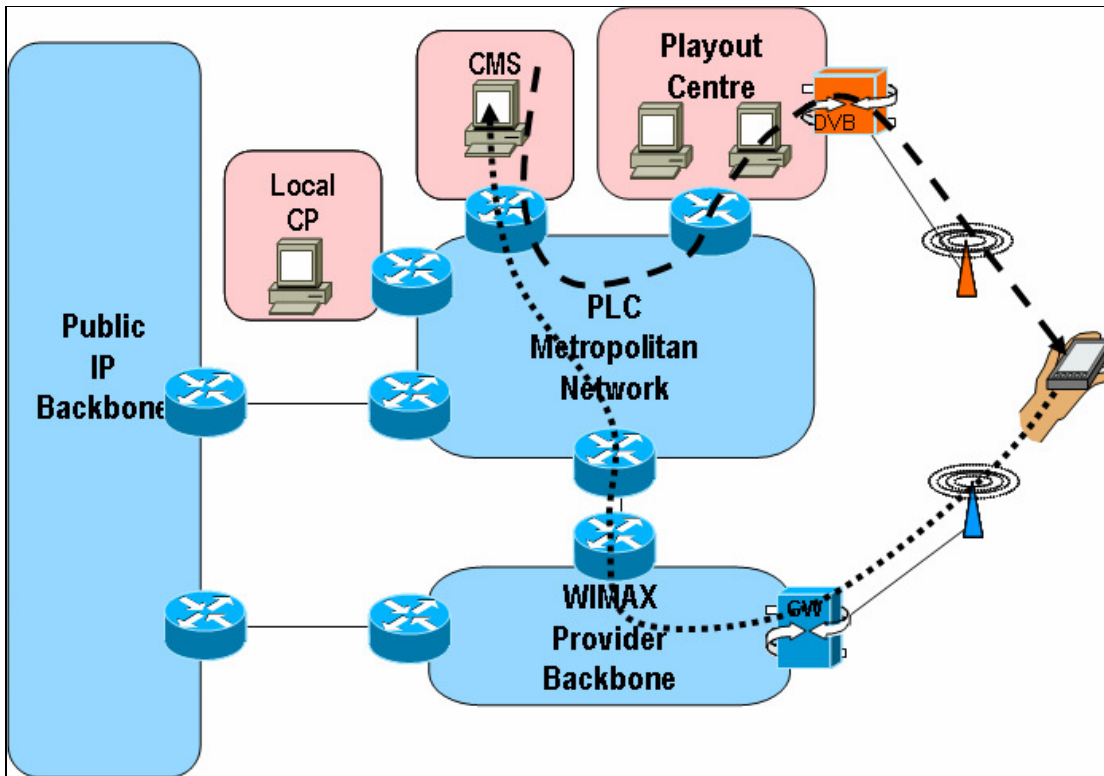 CMS
Playout
Centre
DVB
Local
CP
Public
IP
Backbone
PLC
Metropolitan
Network
WIMAX
Provider
Backbone
GW